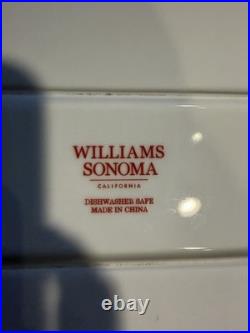 WILLIAMS
SONOMA
CALIFORNIA
DISHWASHER SAFE
MADE IN CHINA